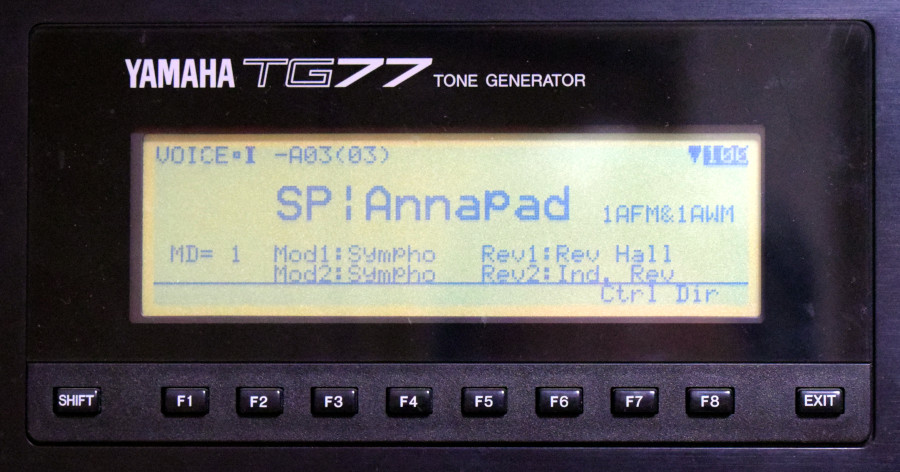 YAMAHA TG77 TONE GENERATOR
VOICE▫I -A03(03) ▼100
SP¦Annapad 1AFM&1AWM
MD= 1 Mod1:Sympho Rev1:Rev Hall
Mod2:Sympho Rev2:Ind. Rev
Ctrl Dir
SHIFT F1 F2 F3 F4 F5 F6 F7 F8 EXIT